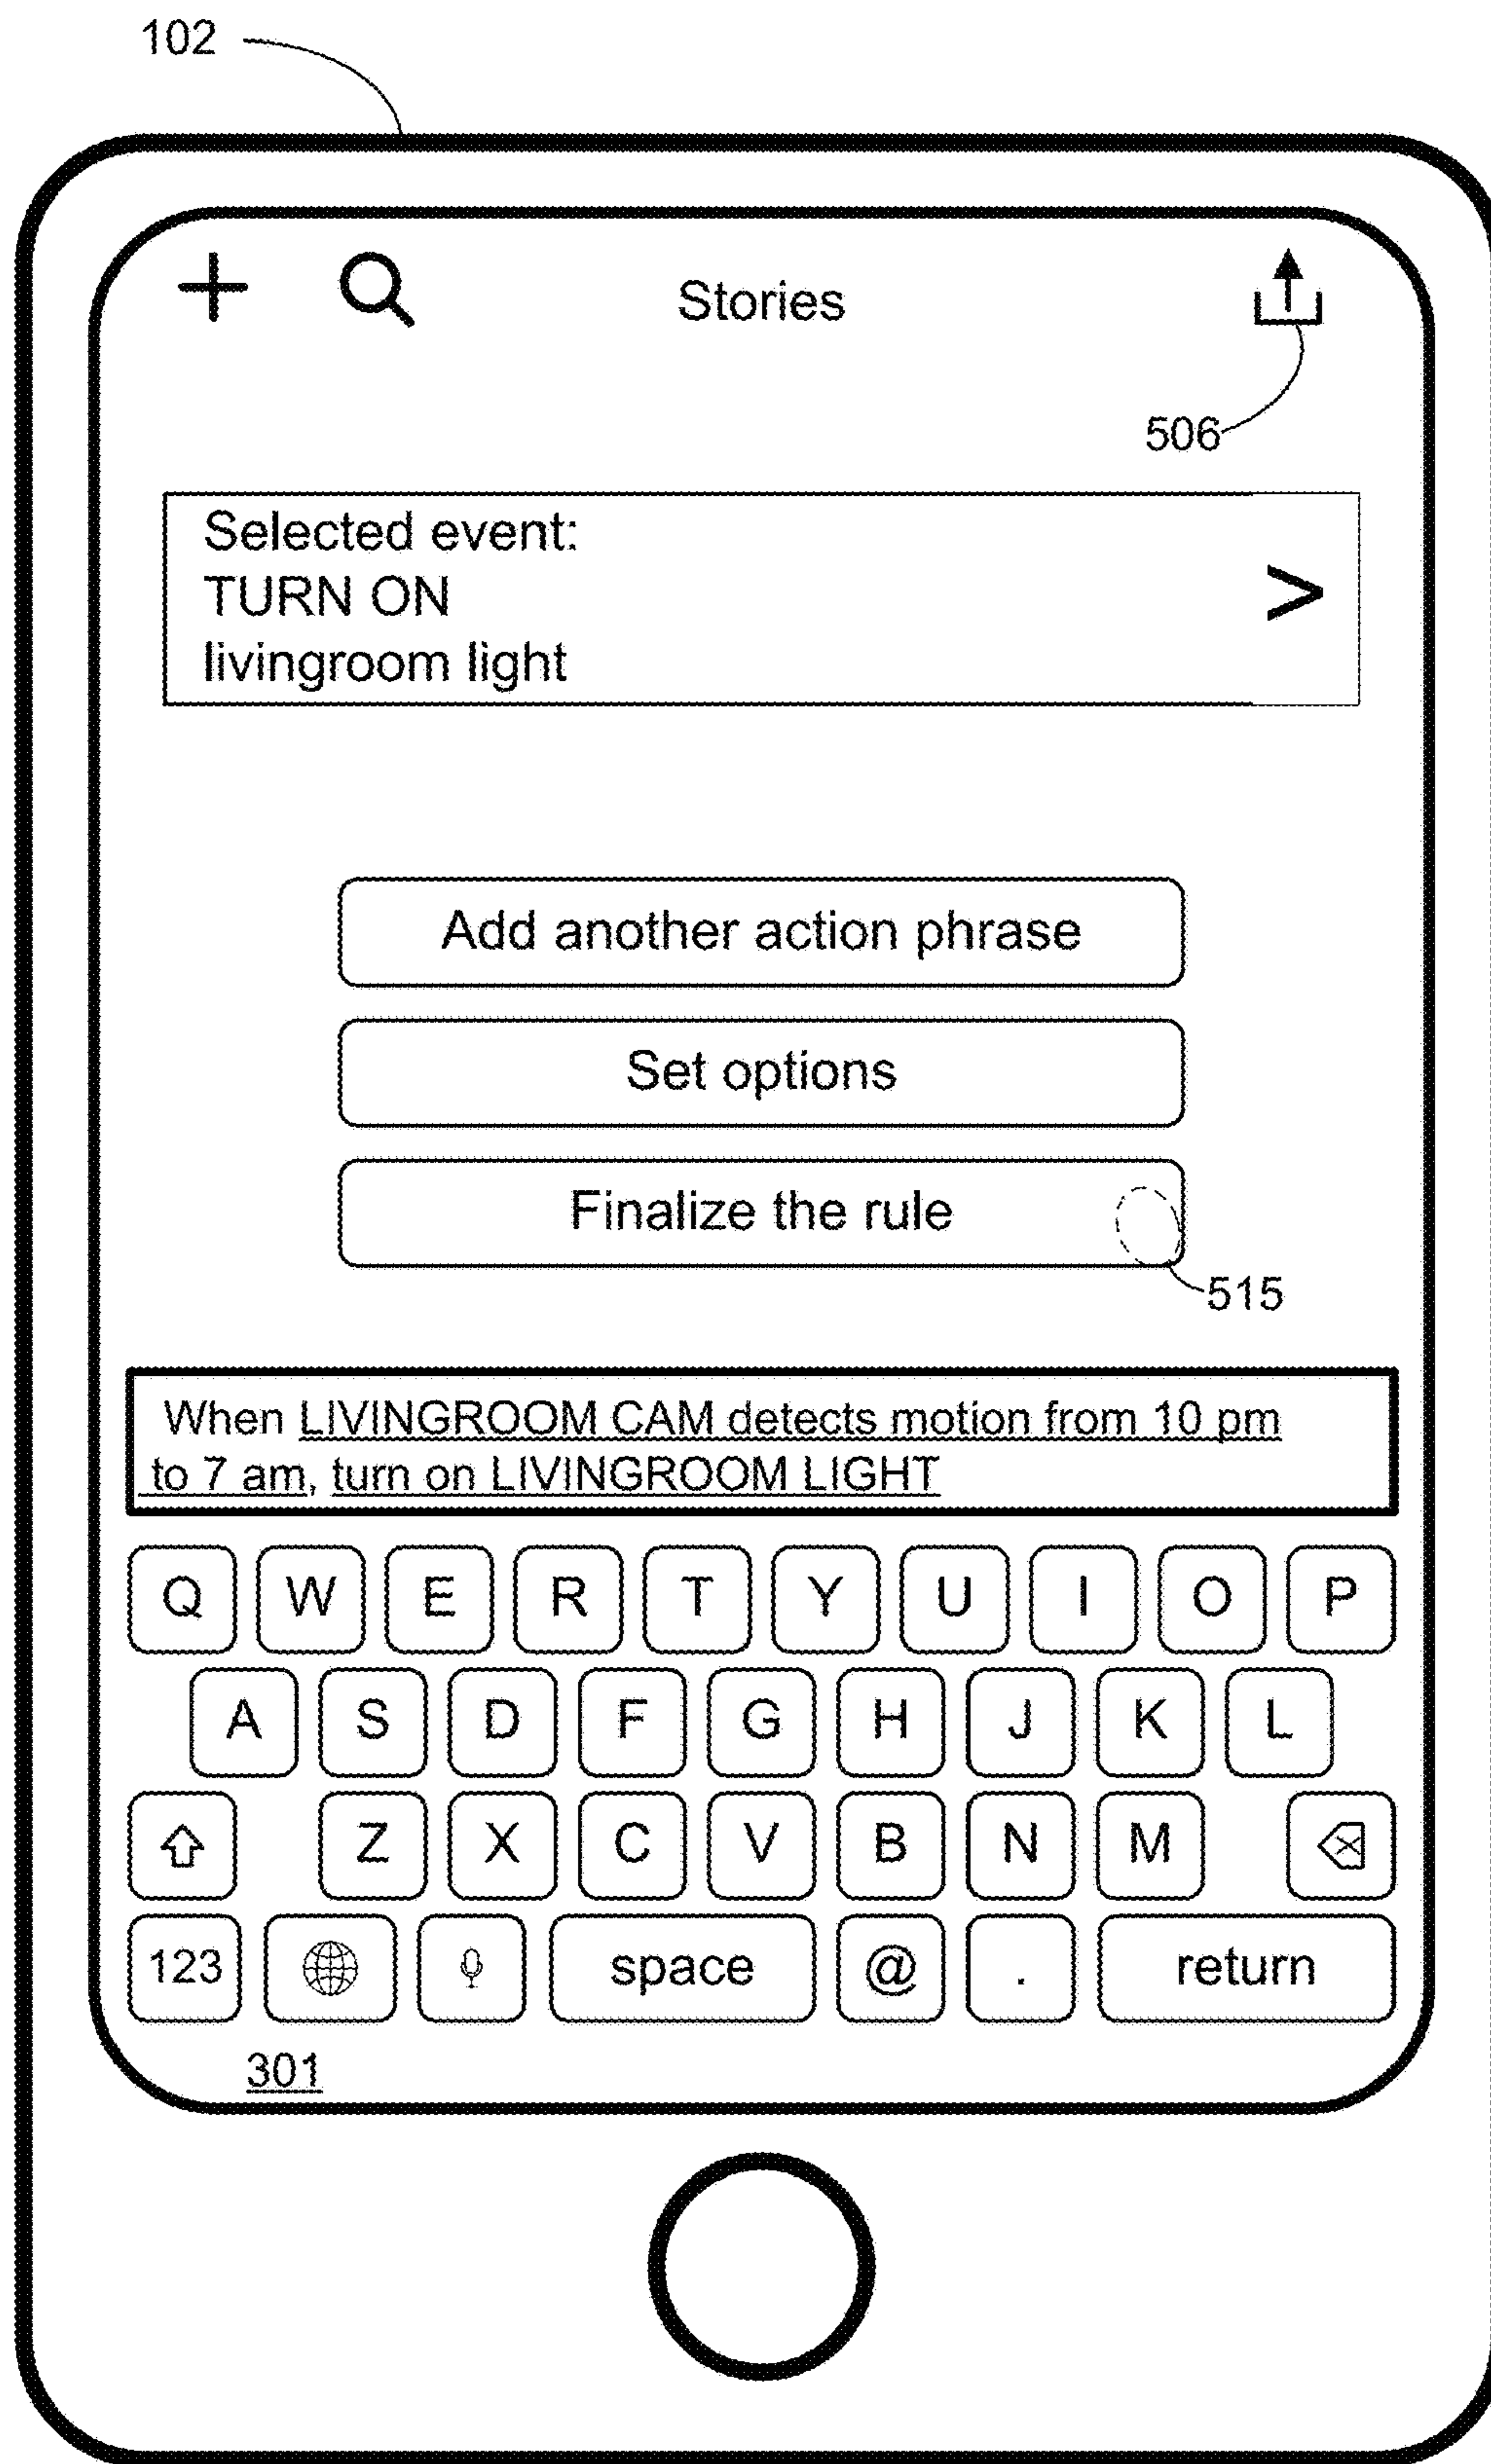 102
Stories
506
Selected event:
TURN ON
livingroom light
>
Add another action phrase
Set options
Finalize the rule
515
When LIVINGROOM CAM detects motion from 10 pm
to 7 am, turn on LIVINGROOM LIGHT
Q W E R T Y U I O P
A S D F G H J K L
Z X C V B N M
123 space @ . return
301